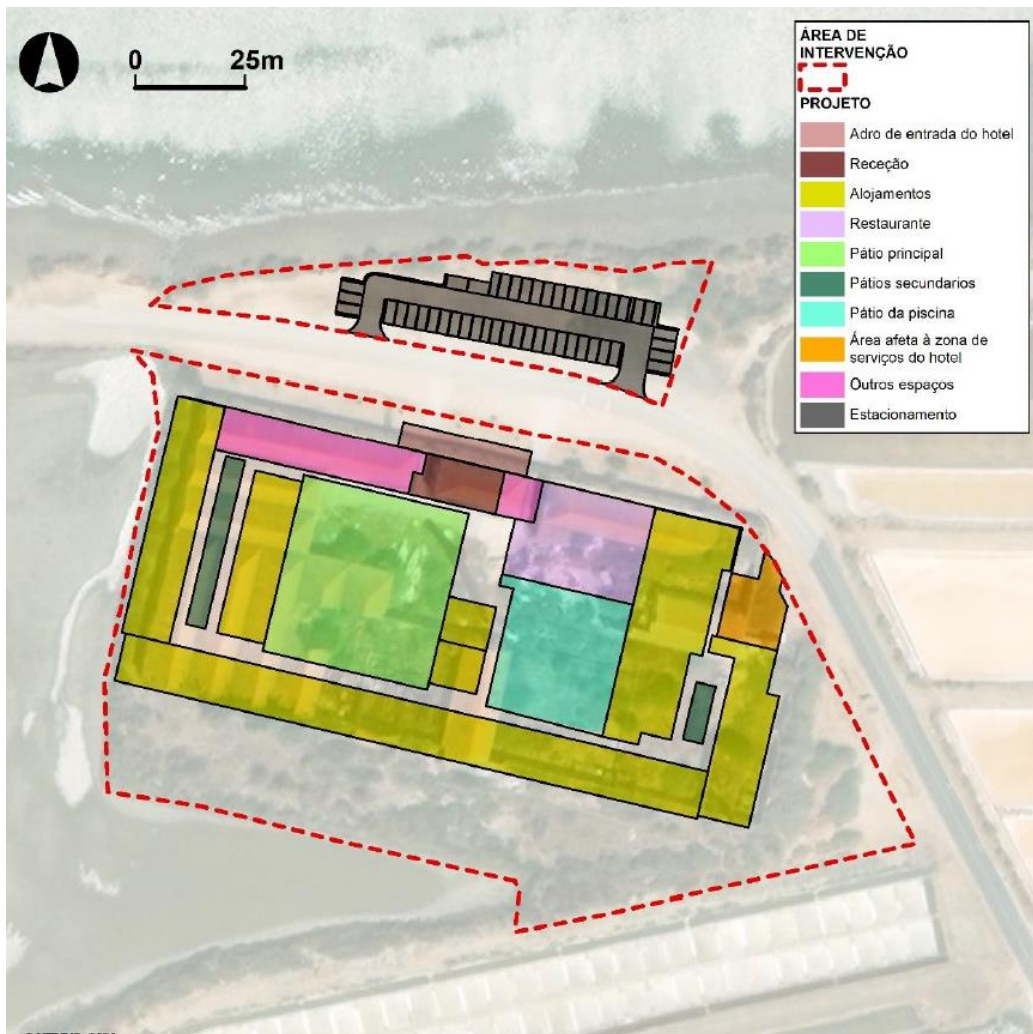 0 25m
ÁREA DE
INTERVENÇÃO
PROJETO
Adro de entrada do hotel
Receção
Alojamentos
Restaurante
Pátio principal
Pátios secundarios
Pátio da piscina
Área afeta à zona de
serviços do hotel
Outros espaços
Estacionamento